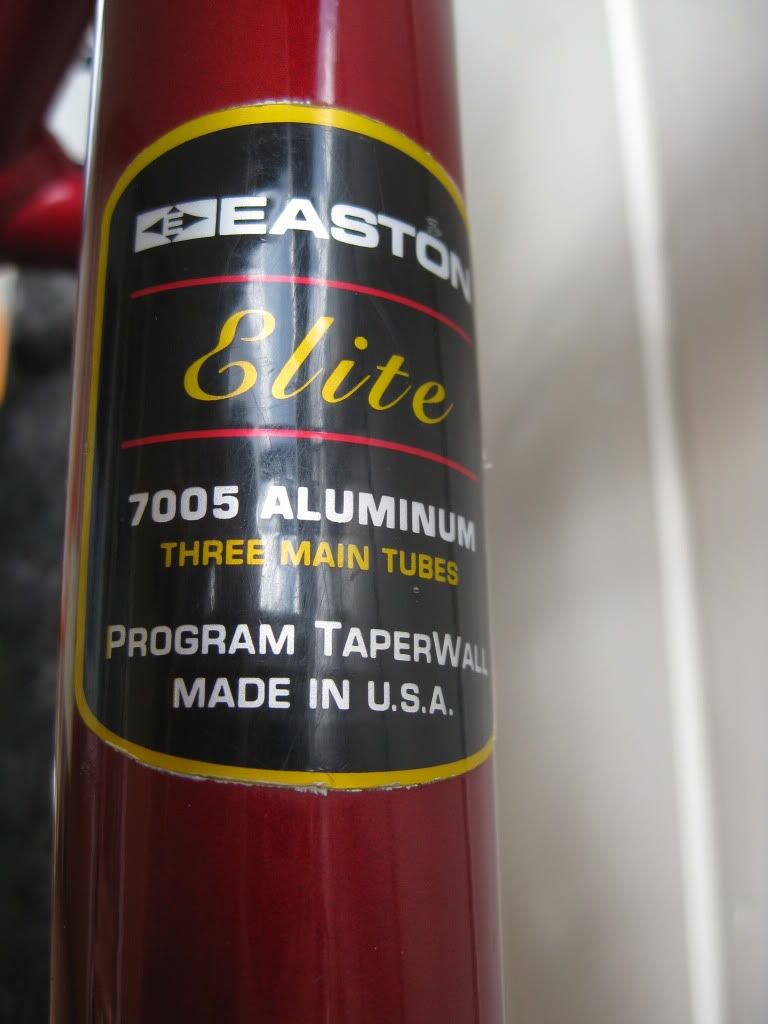 E EASTON
Elite
7005 ALUMINUM
THREE MAIN TUBES
PROGRAM TAPERWALL
MADE IN U.S.A.